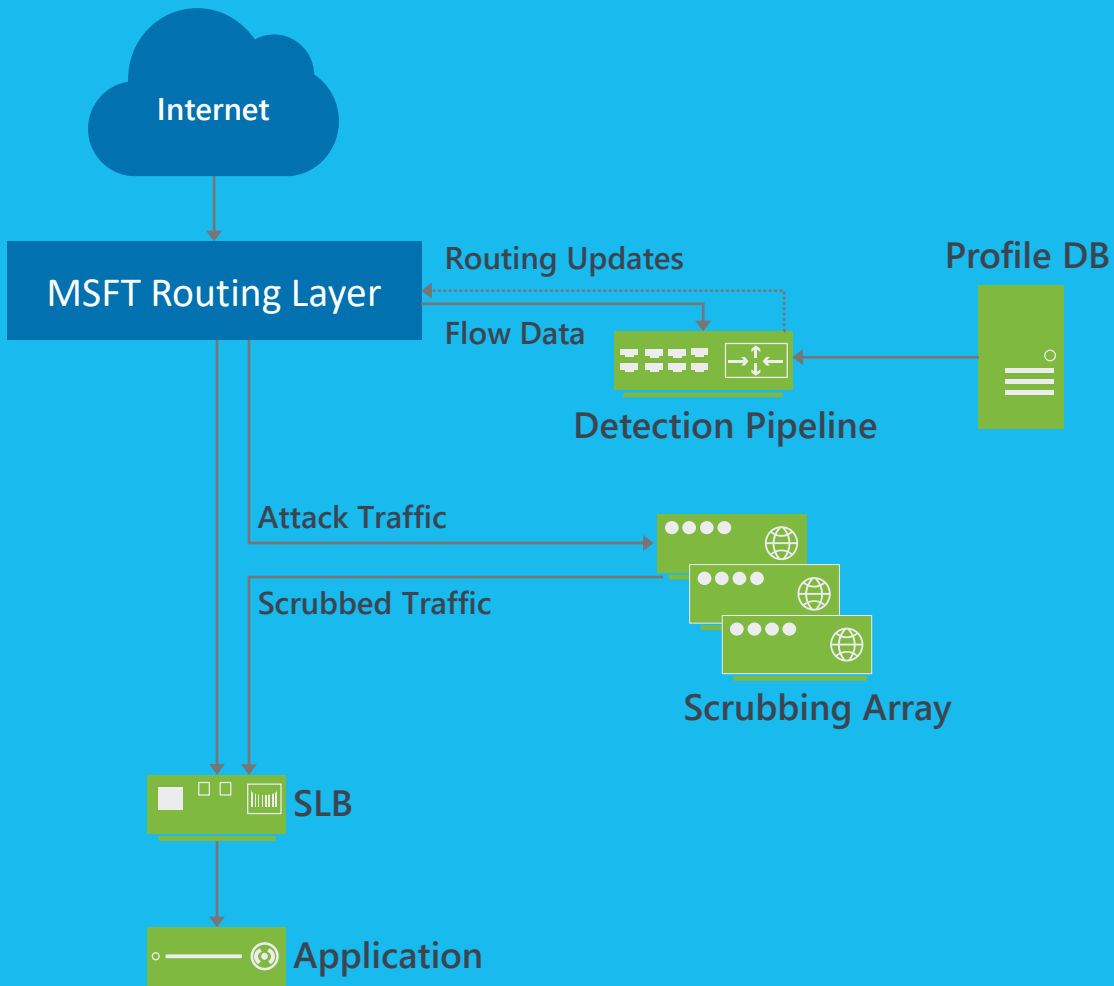 Internet
MSFT Routing Layer
Routing Updates
Flow Data
Profile DB
Detection Pipeline
Attack Traffic
Scrubbed Traffic
Scrubbing Array
SLB
Application